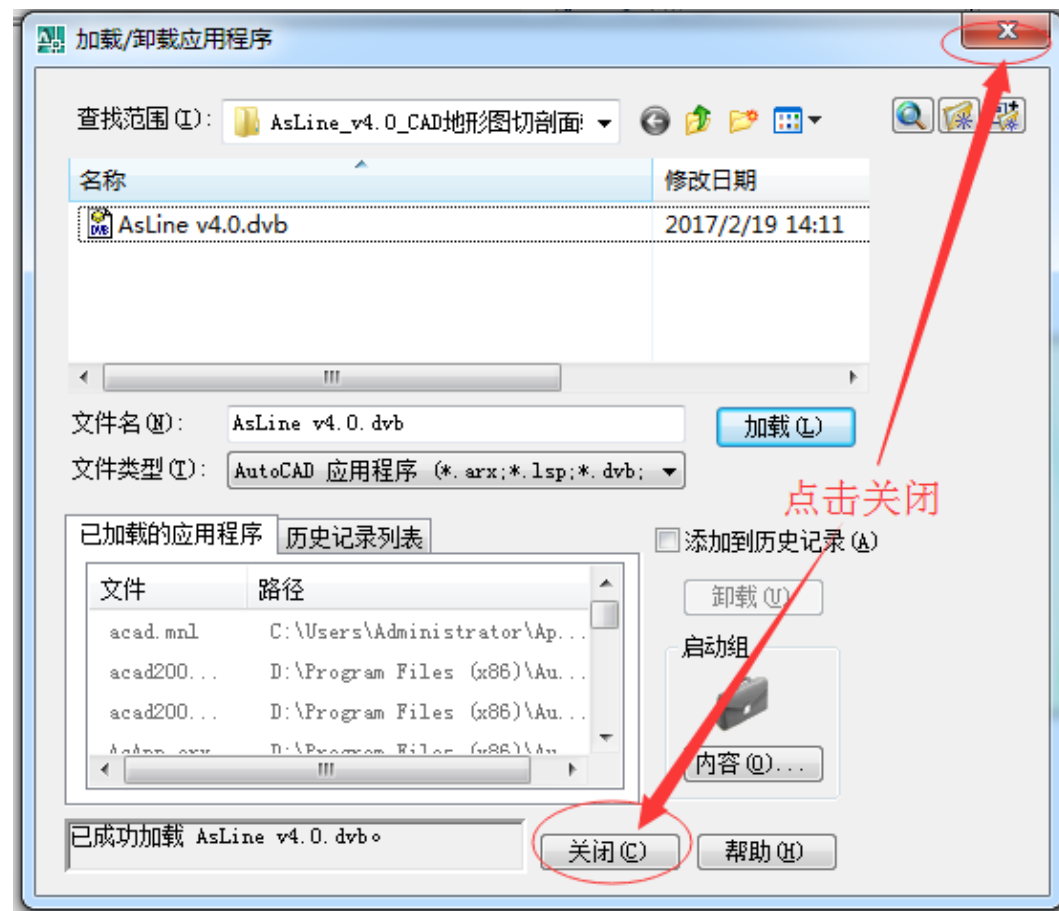 加载/卸载应用程序
x
查找范围(I):
AsLine_v4.0_CAD地形图切剖面
名称
修改日期
AsLine v4.0.dvb
2017/2/19 14:11
文件名(N):
AsLine v4.0.dvb
加载(L)
文件类型(T):
AutoCAD 应用程序 (*.arx;*.lsp;*.dvb;
点击关闭
已加载的应用程序
历史记录列表
添加到历史记录(A)
文件
路径
卸载(U)
acad.mnl
C:\Users\Administrator\Ap...
启动组
acad200...
D:\Program Files (x86)\Au...
acad200...
D:\Program Files (x86)\Au...
D:\Program Files (x86)\Au
内容(O)...
已成功加载 AsLine v4.0.dvb。
关闭(C)
帮助(H)